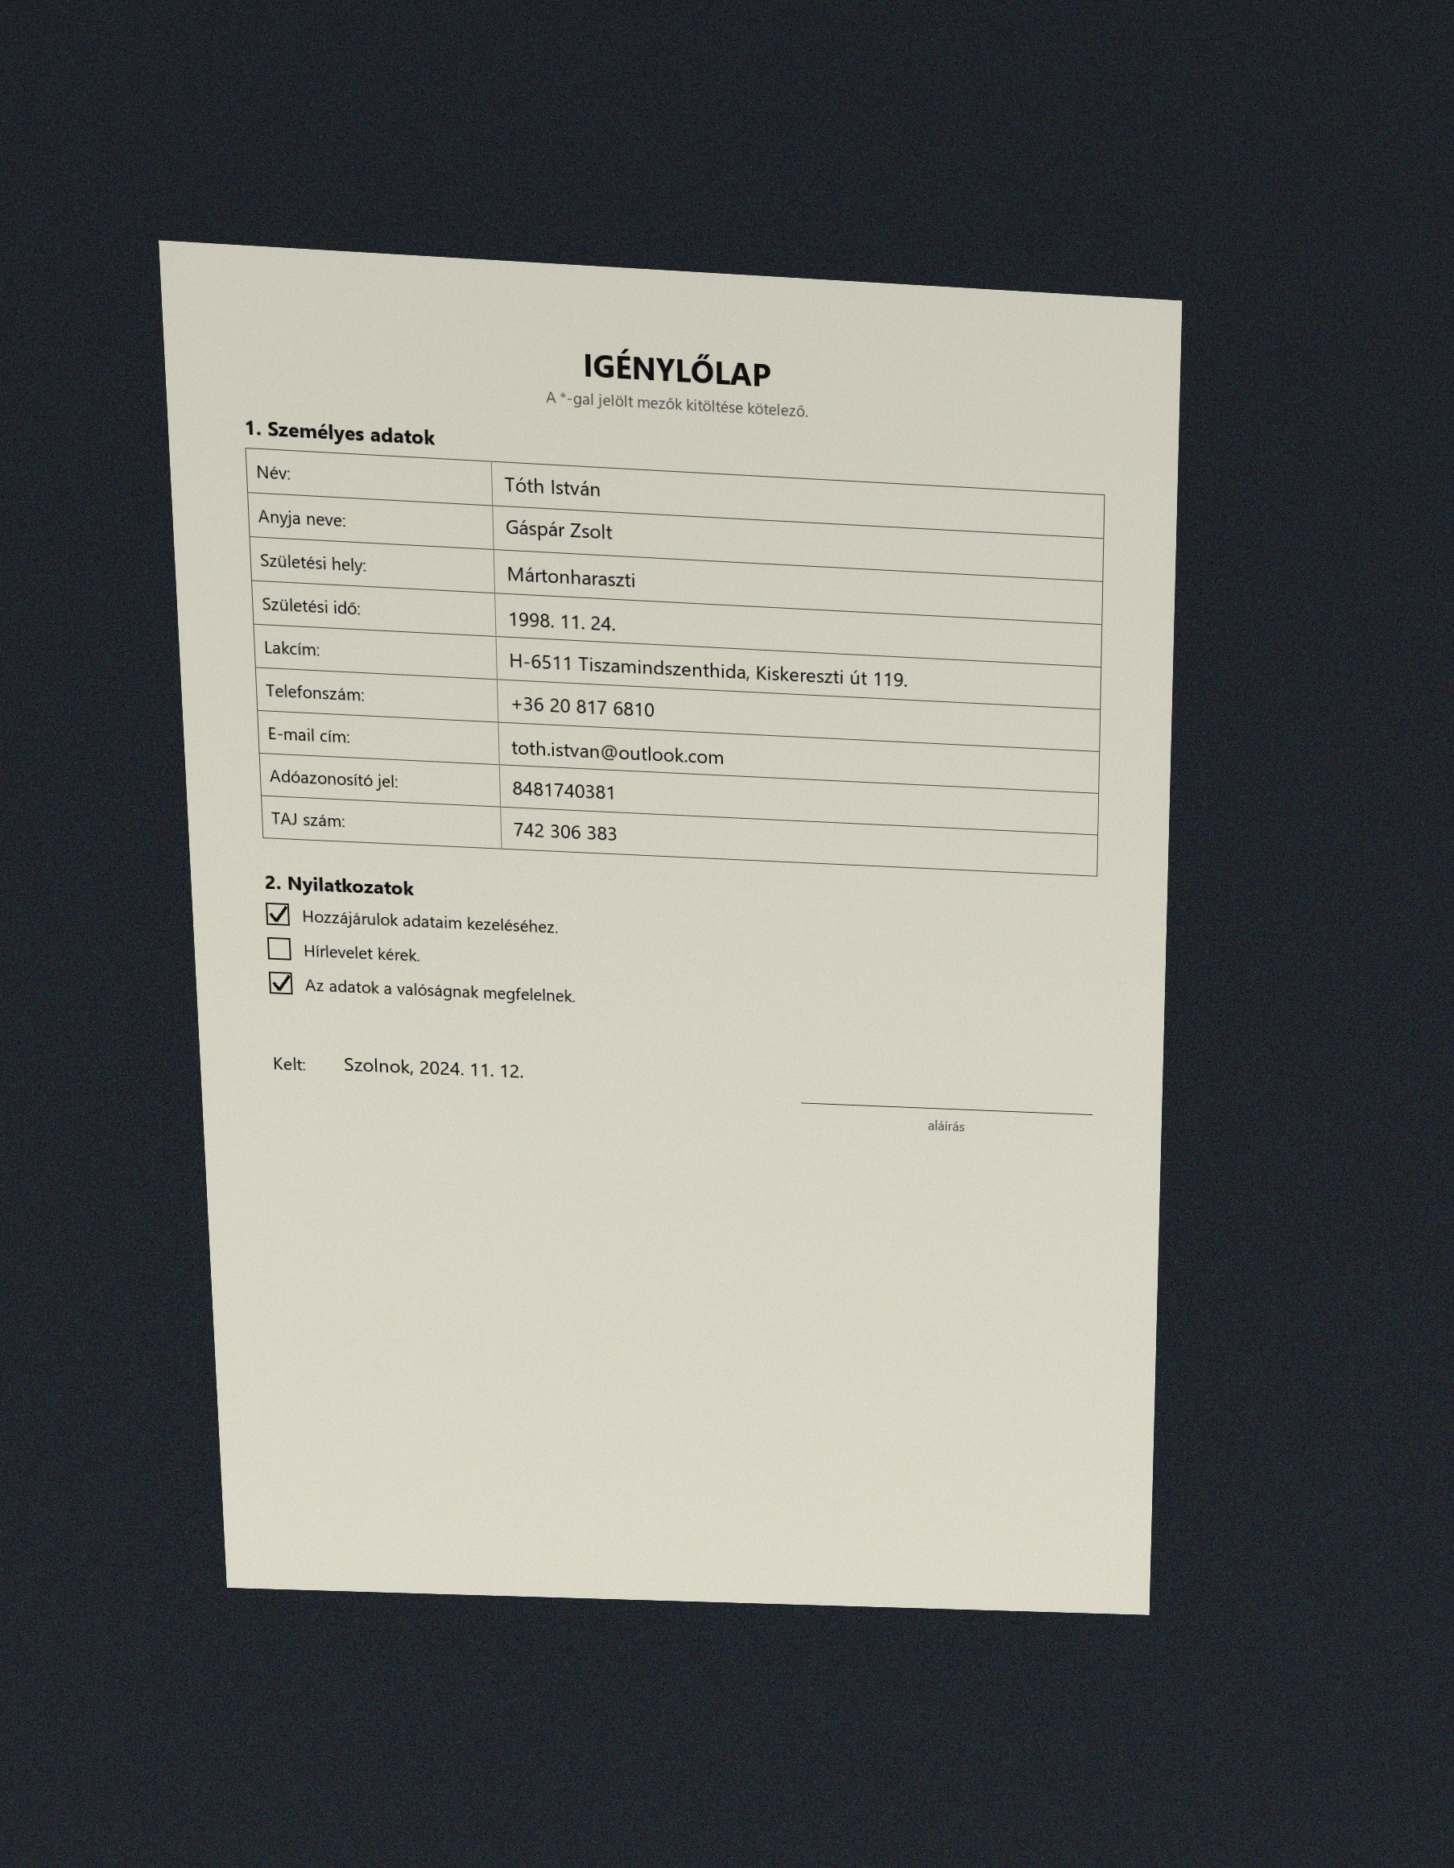 IGÉNYLŐLAP
A *-gal jelölt mezők kitöltése kötelező.
1. Személyes adatok
Név: Tóth István
Anyja neve: Gáspár Zsolt
Születési hely: Mártonharaszti
Születési idő: 1998. 11. 24.
Lakcím: H-6511 Tiszamindszenthida, Kiskereszti út 119.
Telefonszám: +36 20 817 6810
E-mail cím: toth.istvan@outlook.com
Adóazonosító jel: 8481740381
TAJ szám: 742 306 383
2. Nyilatkozatok
Hozzájárulok adataim kezeléséhez.
Hírlevelet kérek.
Az adatok a valóságnak megfelelnek.
Kelt: Szolnok, 2024. 11. 12.
aláírás